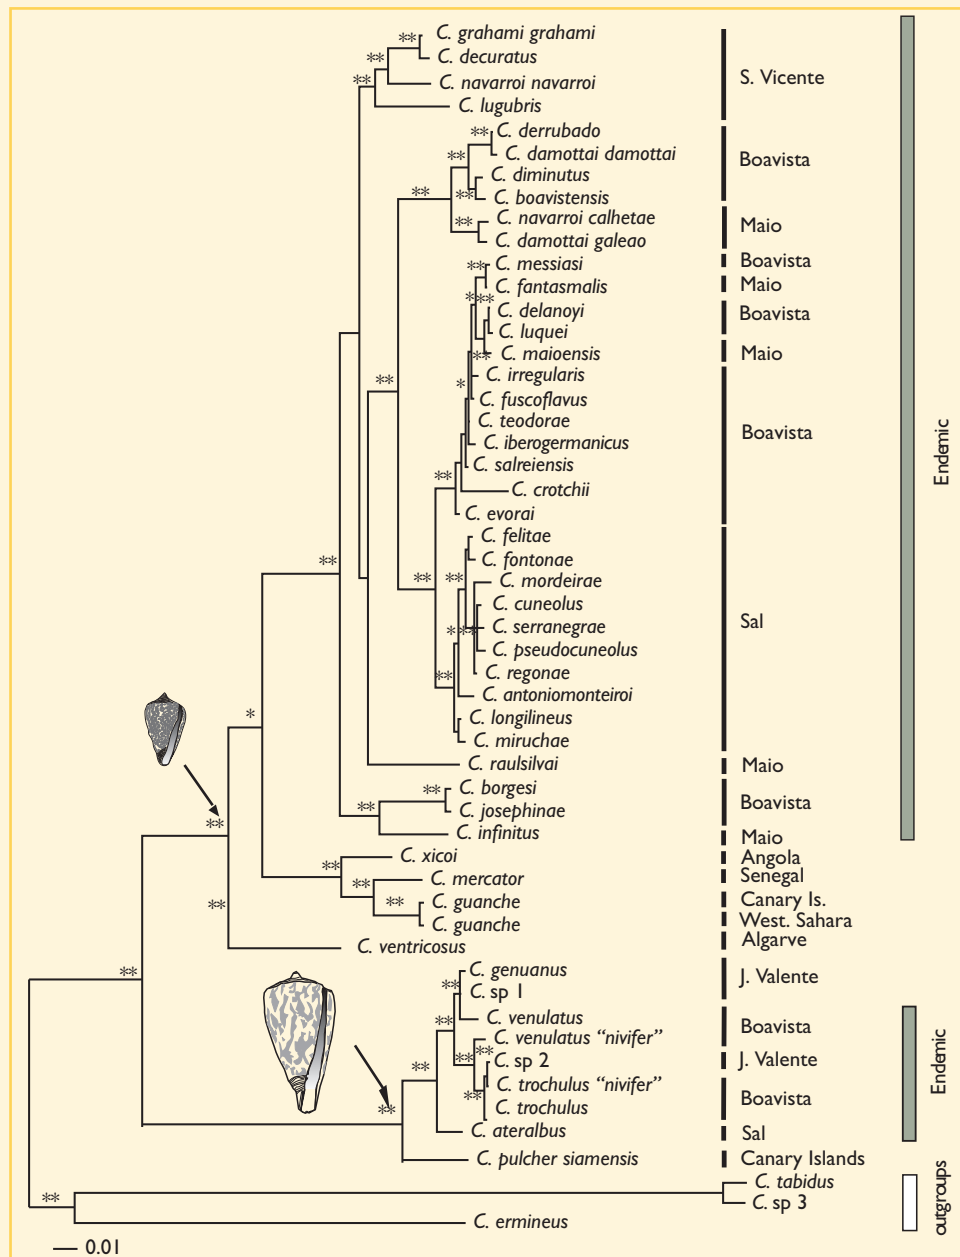 C. grahami grahami
C. decuratus
C. navarroi navarroi
C. lugubris
S. Vicente
C. derrubado
C. damottai damottai
C. diminutus
C. boavistensis
Boavista
C. navarroi calhetae
C. damottai galeao
Maio
C. messiasi
Boavista
C. fantasmalis
Maio
C. delanoyi
C. luquei
Boavista
C. maioensis
Maio
C. irregularis
C. fuscoflavus
C. teodorae
C. iberogermanicus
C. salreiensis
C. crotchii
C. evorai
Boavista
C. felitae
C. fontonae
C. mordeirae
C. cuneolus
C. serranegrae
C. pseudocuneolus
C. regonae
C. antoniomonteiroi
C. longilineus
C. miruchae
Sal
C. raulsilvai
Maio
C. borgesi
C. josephinae
Boavista
C. infinitus
Maio
Endemic
C. xicoi
Angola
C. mercator
Senegal
C. guanche
Canary Is.
C. guanche
West. Sahara
C. ventricosus
Algarve
C. genuanus
C. sp 1
J. Valente
C. venulatus
C. venulatus “nivifer”
Boavista
C. sp 2
J. Valente
C. trochulus “nivifer”
C. trochulus
Boavista
C. ateralbus
Sal
Endemic
C. pulcher siamensis
Canary Islands
C. tabidus
C. sp 3
C. ermineus
outgroups
0.01